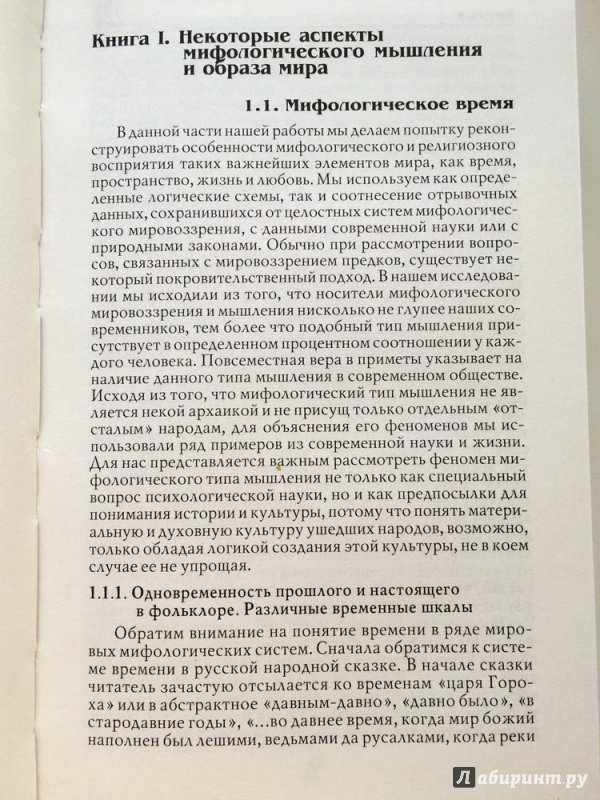 Книга I. Некоторые аспекты
мифологического мышления
и образа мира
1.1. Мифологическое время
В данной части нашей работы мы делаем попытку рекон-
струировать особенности мифологического и религиозного
восприятия таких важнейших элементов мира, как время,
пространство, жизнь и любовь. Мы используем как опреде-
ленные логические схемы, так и соотнесение отрывочных
данных, сохранившихся от целостных систем мифологичес-
кого мировоззрения, с данными современной науки или с
природными законами. Обычно при рассмотрении вопро-
сов, связанных с мировоззрением предков, существует не-
который покровительственный подход. В нашем исследова-
нии мы исходили из того, что носители мифологического
мировоззрения и мышления нисколько не глупее наших со-
временников, тем более что подобный тип мышления при-
сутствует в определенном процентном соотношении у каж-
дого человека. Повсеместная вера в приметы указывает на
наличие данного типа мышления в современном обществе.
Исходя из того, что мифологический тип мышления не яв-
ляется некой архаикой и не присущ только отдельным «от-
сталым» народам, для объяснения его феноменов мы ис-
пользовали ряд примеров из современной науки и жизни.
Для нас представляется важным рассмотреть феномен ми-
фологического типа мышления не только как специальный
вопрос психологической науки, но и как предпосылки для
понимания истории и культуры, потому что понять матери-
альную и духовную культуру ушедших народов, возможно,
только обладая логикой создания этой культуры, не в коем
случае ее не упрощая.
1.1.1. Одновременность прошлого и настоящего
в фольклоре. Различные временные шкалы
Обратим внимание на понятие времени в ряде миро-
вых мифологических систем. Сначала обратимся к систе-
ме времени в русской народной сказке. В начале сказки
читатель зачастую отсылается ко временам «царя Горо-
ха» или в абстрактное «давным-давно», «давно было», «в
стародавние годы», «...во давнее время, когда мир божий
наполнен был лешими, ведьмами да русалками, когда реки
Лабиринт.ру